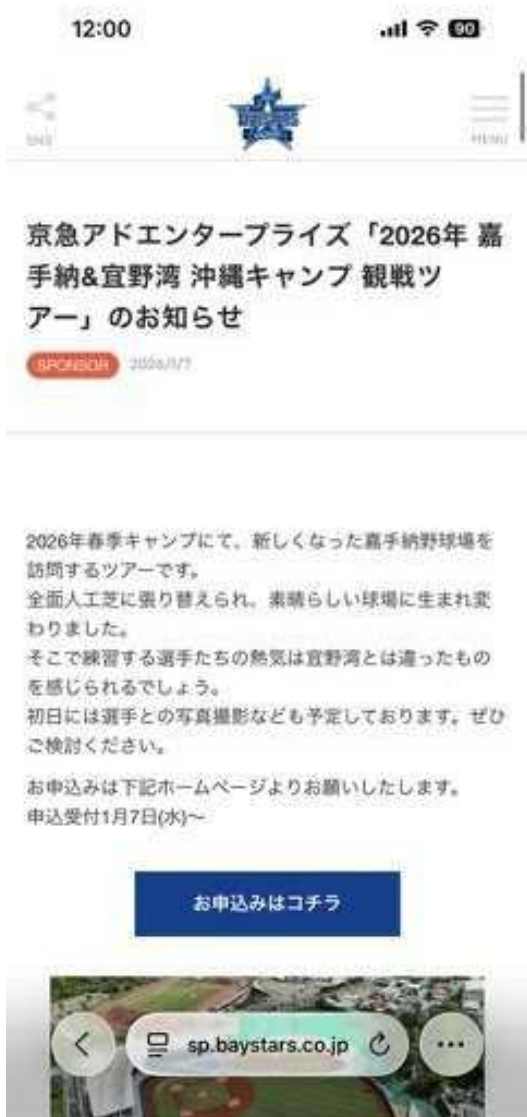 12:00
90
SNS
MENU
京急アドエンタープライズ「2026年 嘉
手納&宜野湾 沖縄キャンプ 観戦ツ
アー」のお知らせ
SPONSOR 2026/1/7
2026年春季キャンプにて、新しくなった嘉手納野球場を
訪問するツアーです。
全面人工芝に張り替えられ、素晴らしい球場に生まれ変
わりました。
そこで練習する選手たちの熱気は宜野湾とは違ったもの
を感じられるでしょう。
初日には選手との写真撮影なども予定しております。ぜひ
ご検討ください。
お申込みは下記ホームページよりお願いしたします。
申込受付1月7日(水)〜
お申込みはコチラ
sp.baystars.co.jp